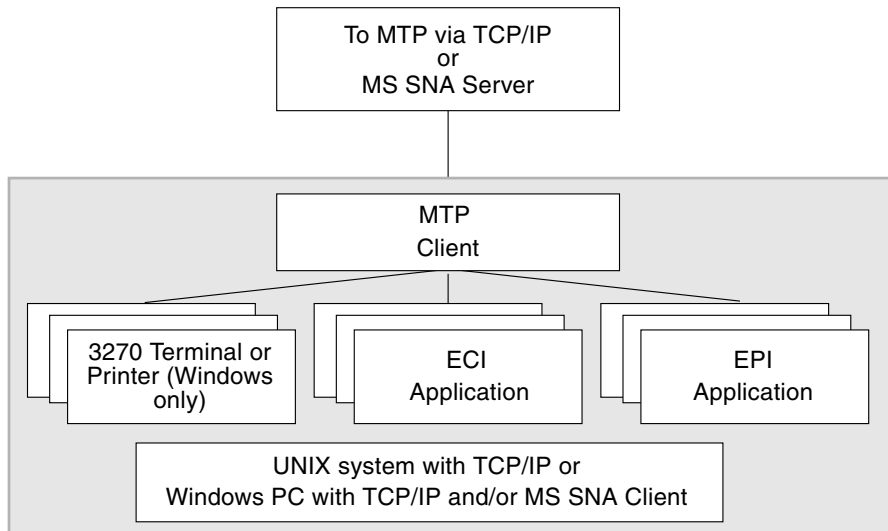 To MTP via TCP/IP
or
MS SNA Server
MTP
Client
3270 Terminal or
Printer (Windows
only)
ECI
Application
EPI
Application
UNIX system with TCP/IP or
Windows PC with TCP/IP and/or MS SNA Client